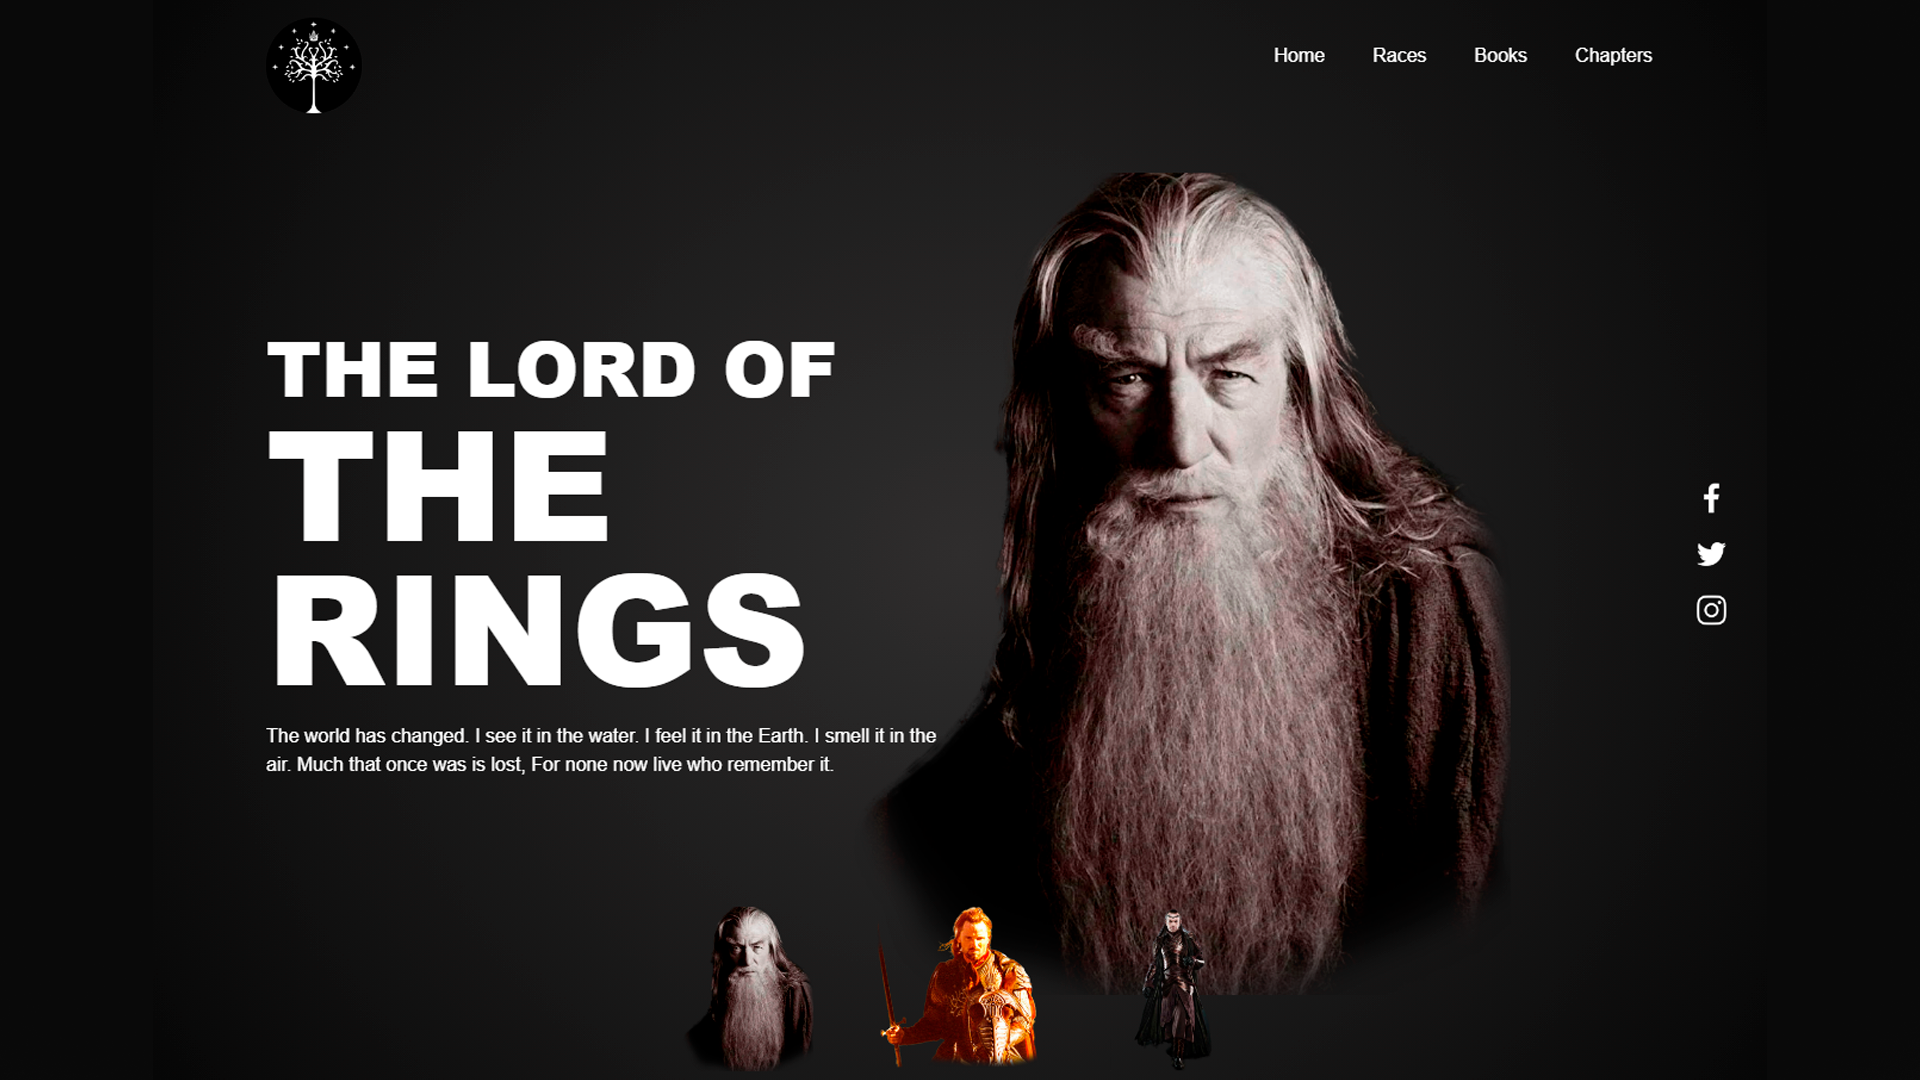 Home Races Books Chapters
THE LORD OF
THE
RINGS
The world has changed. I see it in the water. I feel it in the Earth. I smell it in the
air. Much that once was is lost, For none now live who remember it.